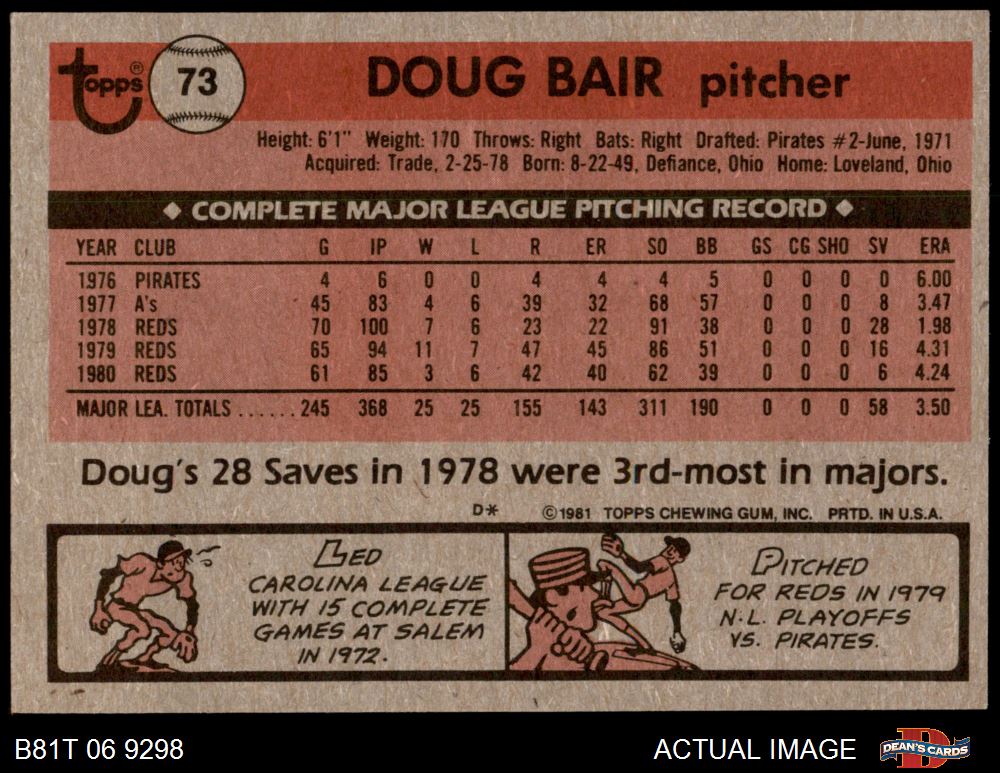 topps® 73 DOUG BAIR pitcher
Height: 6'1" Weight: 170 Throws: Right Bats: Right Drafted: Pirates #2-June, 1971
Acquired: Trade, 2-25-78 Born: 8-22-49, Defiance, Ohio Home: Loveland, Ohio
◆ COMPLETE MAJOR LEAGUE PITCHING RECORD ◆
YEAR CLUB G IP W L R ER SO BB GS CG SHO SV ERA
1976 PIRATES 4 6 0 0 4 4 4 5 0 0 0 0 6.00
1977 A's 45 83 4 6 39 32 68 57 0 0 0 8 3.47
1978 REDS 70 100 7 6 23 22 91 38 0 0 0 28 1.98
1979 REDS 65 94 11 7 47 45 86 51 0 0 0 16 4.31
1980 REDS 61 85 3 6 42 40 62 39 0 0 0 6 4.24
MAJOR LEA. TOTALS ...... 245 368 25 25 155 143 311 190 0 0 0 58 3.50
Doug's 28 Saves in 1978 were 3rd-most in majors.
D* ©1981 TOPPS CHEWING GUM, INC. PRTD. IN U.S.A.
LED
CAROLINA LEAGUE
WITH 15 COMPLETE
GAMES AT SALEM
IN 1972.
PITCHED
FOR REDS IN 1979
N.L. PLAYOFFS
VS. PIRATES.
B81T 06 9298 ACTUAL IMAGE DEAN'S CARDS